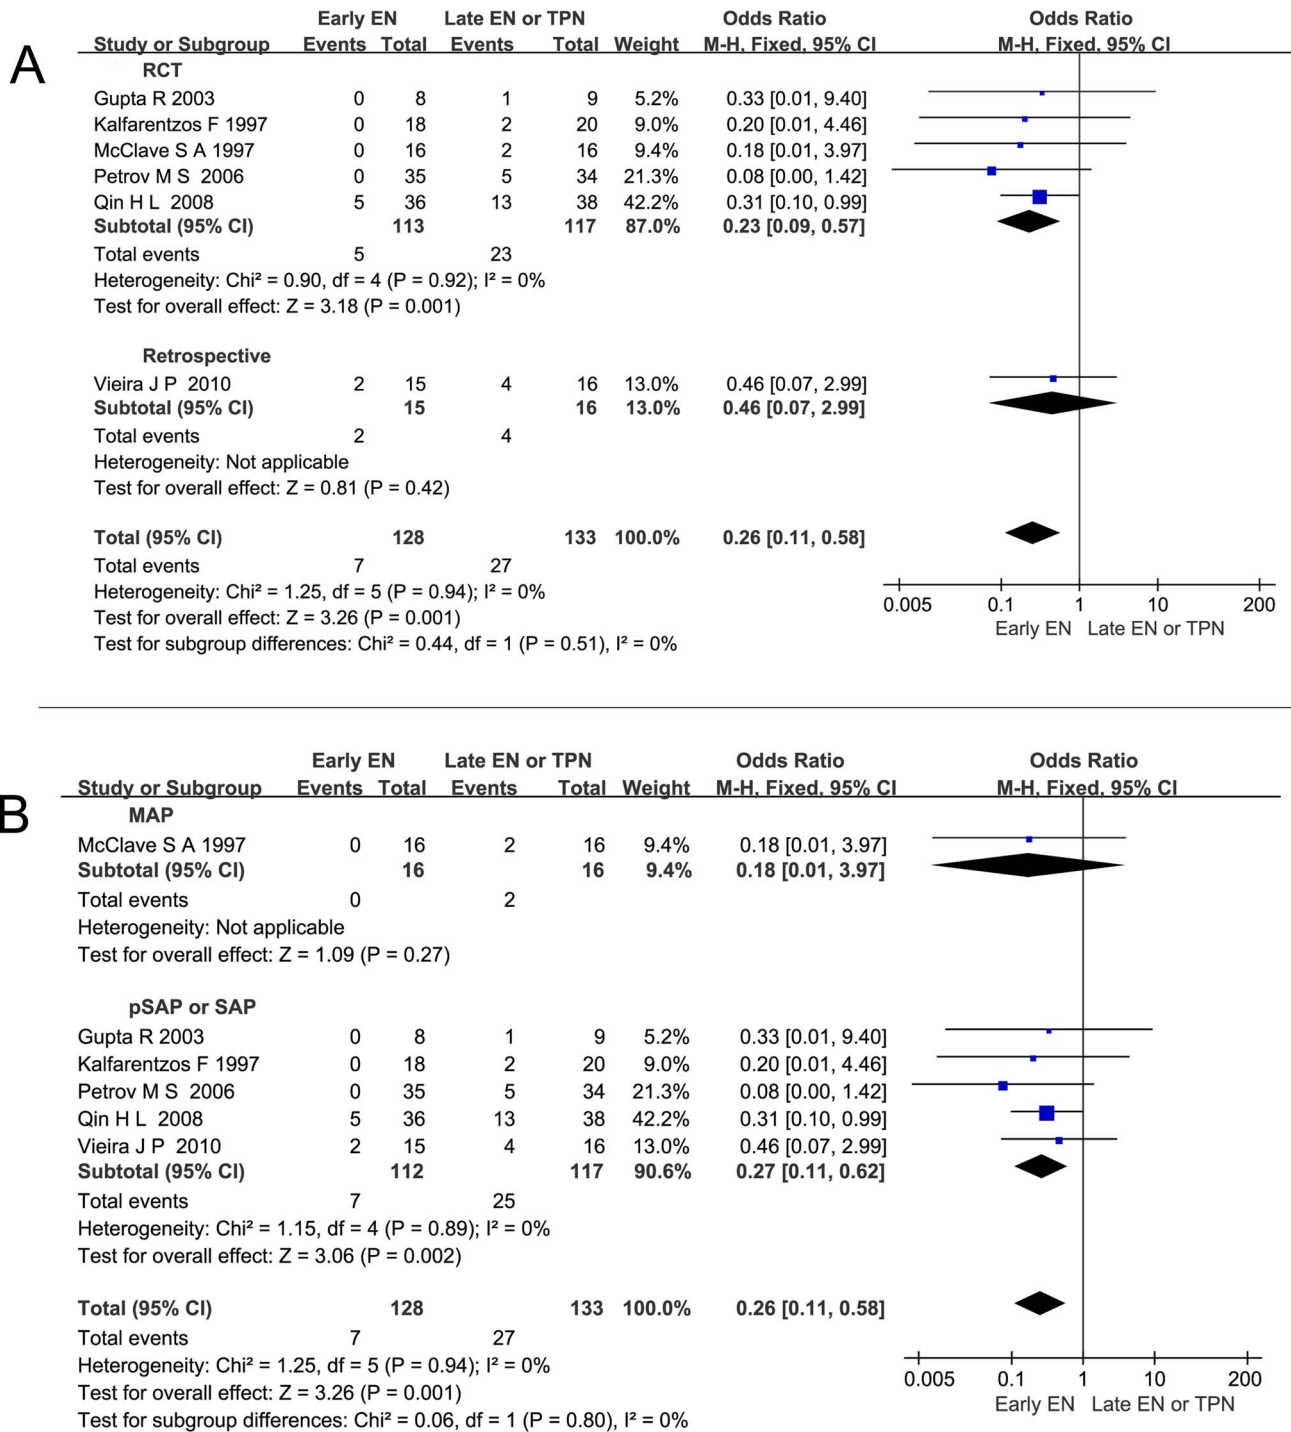 A
Early EN Late EN or TPN Odds Ratio Odds Ratio
Study or Subgroup Events Total Events Total Weight M-H, Fixed, 95% CI M-H, Fixed, 95% CI
RCT
Gupta R 2003 0 8 1 9 5.2% 0.33 [0.01, 9.40]
Kalfarentzos F 1997 0 18 2 20 9.0% 0.20 [0.01, 4.46]
McClave S A 1997 0 16 2 16 9.4% 0.18 [0.01, 3.97]
Petrov M S 2006 0 35 5 34 21.3% 0.08 [0.00, 1.42]
Qin H L 2008 5 36 13 38 42.2% 0.31 [0.10, 0.99]
Subtotal (95% CI) 113 117 87.0% 0.23 [0.09, 0.57]
Total events 5 23
Heterogeneity: Chi² = 0.90, df = 4 (P = 0.92); I² = 0%
Test for overall effect: Z = 3.18 (P = 0.001)
Retrospective
Vieira J P 2010 2 15 4 16 13.0% 0.46 [0.07, 2.99]
Subtotal (95% CI) 15 16 13.0% 0.46 [0.07, 2.99]
Total events 2 4
Heterogeneity: Not applicable
Test for overall effect: Z = 0.81 (P = 0.42)
Total (95% CI) 128 133 100.0% 0.26 [0.11, 0.58]
Total events 7 27
Heterogeneity: Chi² = 1.25, df = 5 (P = 0.94); I² = 0%
Test for overall effect: Z = 3.26 (P = 0.001)
Test for subgroup differences: Chi² = 0.44, df = 1 (P = 0.51), I² = 0%
0.005 0.1 1 10 200
Early EN Late EN or TPN
B
Early EN Late EN or TPN Odds Ratio Odds Ratio
Study or Subgroup Events Total Events Total Weight M-H, Fixed, 95% CI M-H, Fixed, 95% CI
MAP
McClave S A 1997 0 16 2 16 9.4% 0.18 [0.01, 3.97]
Subtotal (95% CI) 16 16 9.4% 0.18 [0.01, 3.97]
Total events 0 2
Heterogeneity: Not applicable
Test for overall effect: Z = 1.09 (P = 0.27)
pSAP or SAP
Gupta R 2003 0 8 1 9 5.2% 0.33 [0.01, 9.40]
Kalfarentzos F 1997 0 18 2 20 9.0% 0.20 [0.01, 4.46]
Petrov M S 2006 0 35 5 34 21.3% 0.08 [0.00, 1.42]
Qin H L 2008 5 36 13 38 42.2% 0.31 [0.10, 0.99]
Vieira J P 2010 2 15 4 16 13.0% 0.46 [0.07, 2.99]
Subtotal (95% CI) 112 117 90.6% 0.27 [0.11, 0.62]
Total events 7 25
Heterogeneity: Chi² = 1.15, df = 4 (P = 0.89); I² = 0%
Test for overall effect: Z = 3.06 (P = 0.002)
Total (95% CI) 128 133 100.0% 0.26 [0.11, 0.58]
Total events 7 27
Heterogeneity: Chi² = 1.25, df = 5 (P = 0.94); I² = 0%
Test for overall effect: Z = 3.26 (P = 0.001)
Test for subgroup differences: Chi² = 0.06, df = 1 (P = 0.80), I² = 0%
0.005 0.1 1 10 200
Early EN Late EN or TPN